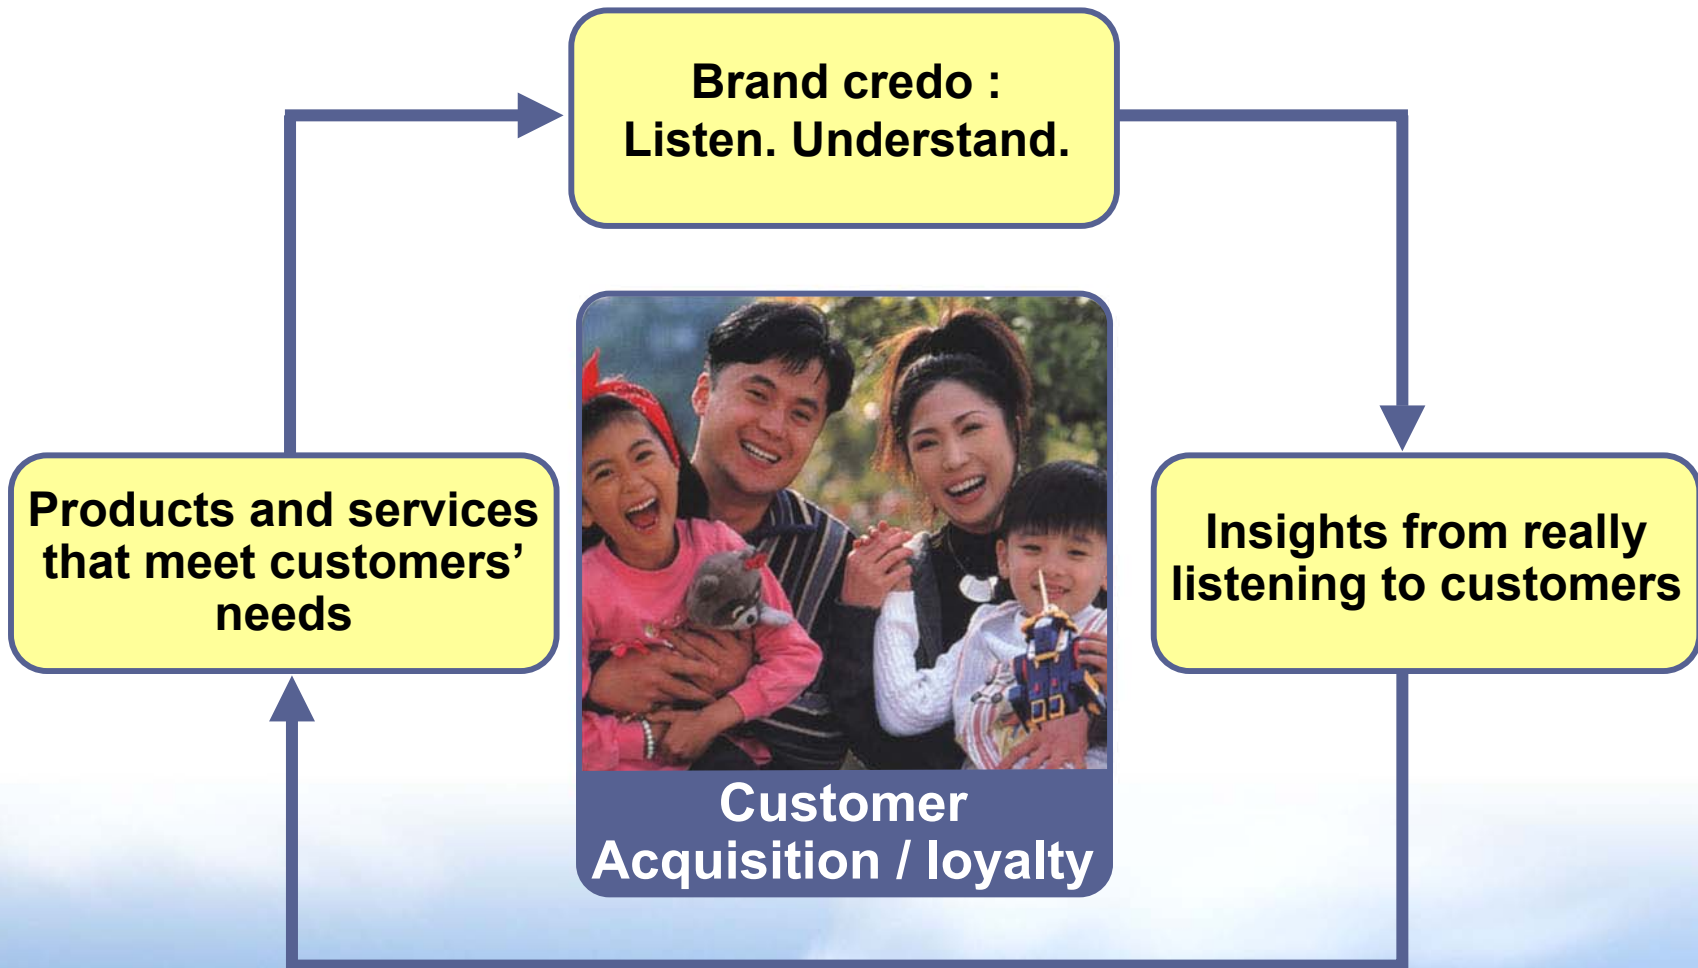 Brand credo :
Listen. Understand.
Products and services
that meet customers’
needs
Insights from really
listening to customers
Customer
Acquisition / loyalty